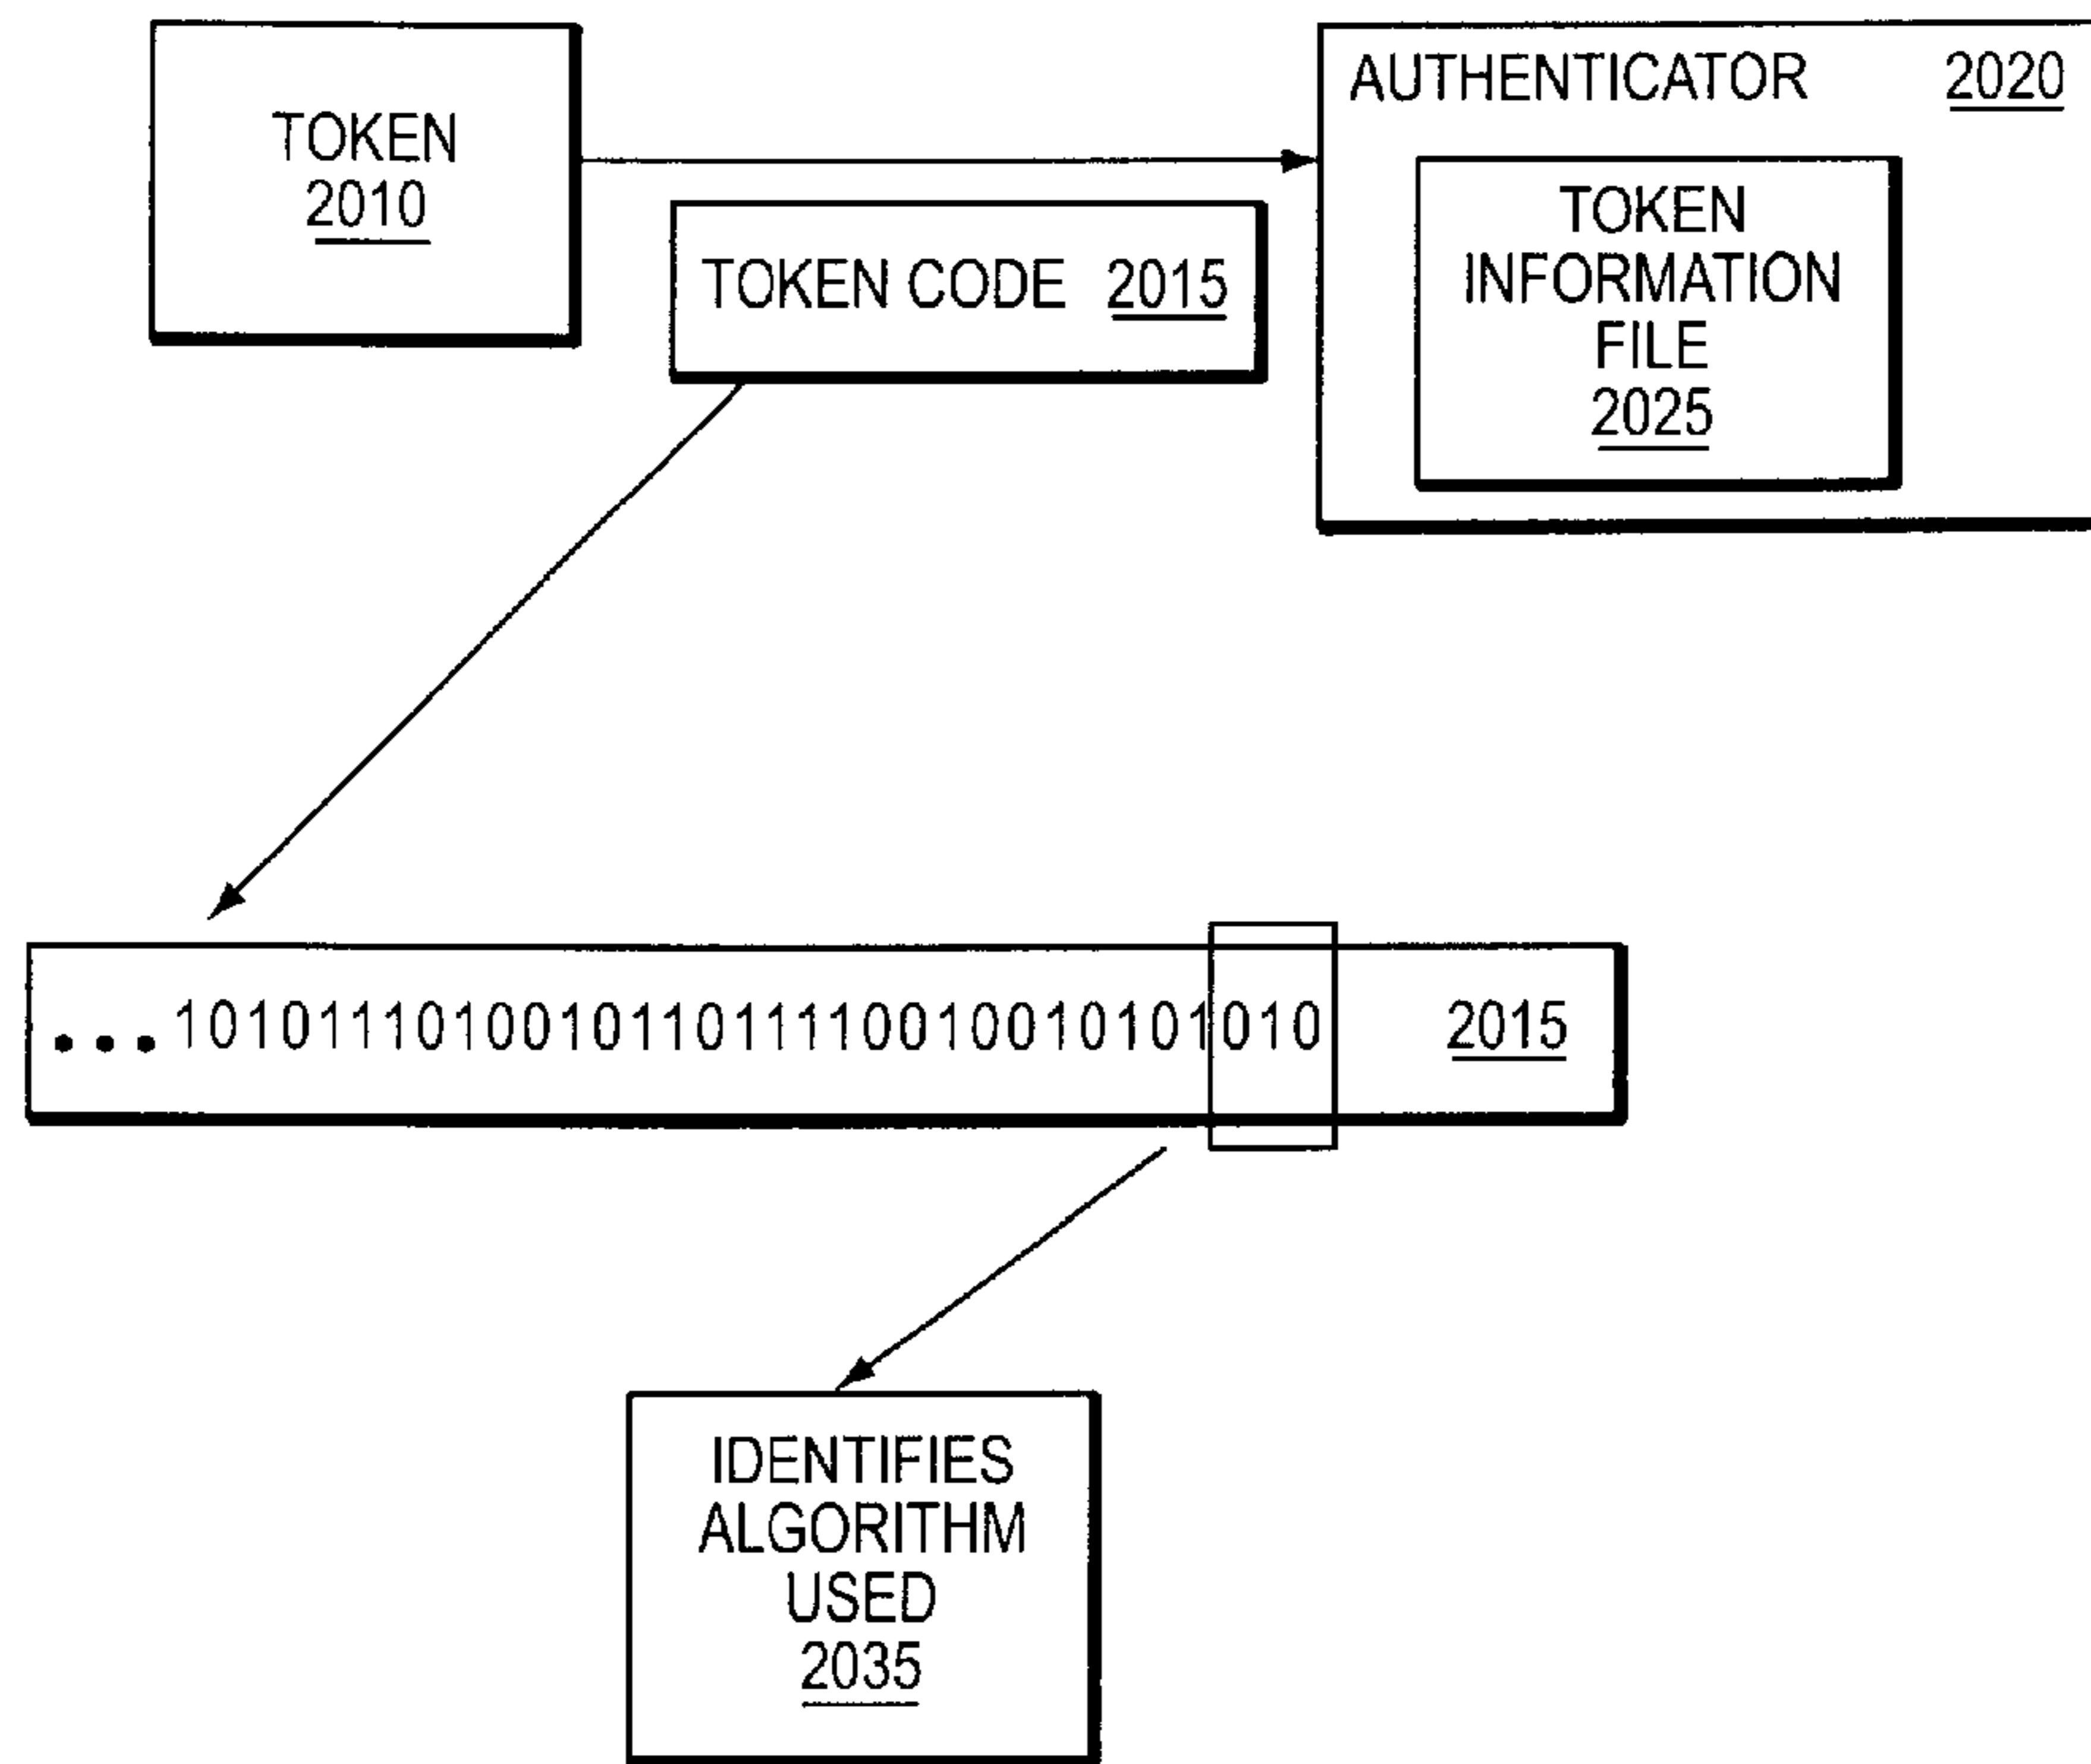 TOKEN
2010
TOKEN CODE 2015
AUTHENTICATOR 2020
TOKEN
INFORMATION
FILE
2025
...10101110100101101111001001010101010 2015
IDENTIFIES
ALGORITHM
USED
2035